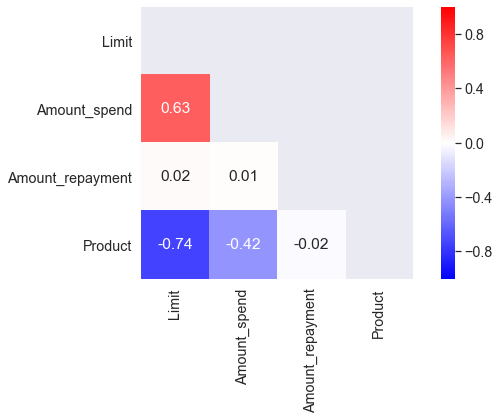 Limit
Amount_spend
Amount_repayment
Product
0.63
0.02
0.01
-0.74
-0.42
-0.02
Limit
Amount_spend
Amount_repayment
Product
0.8
0.4
0.0
−0.4
−0.8